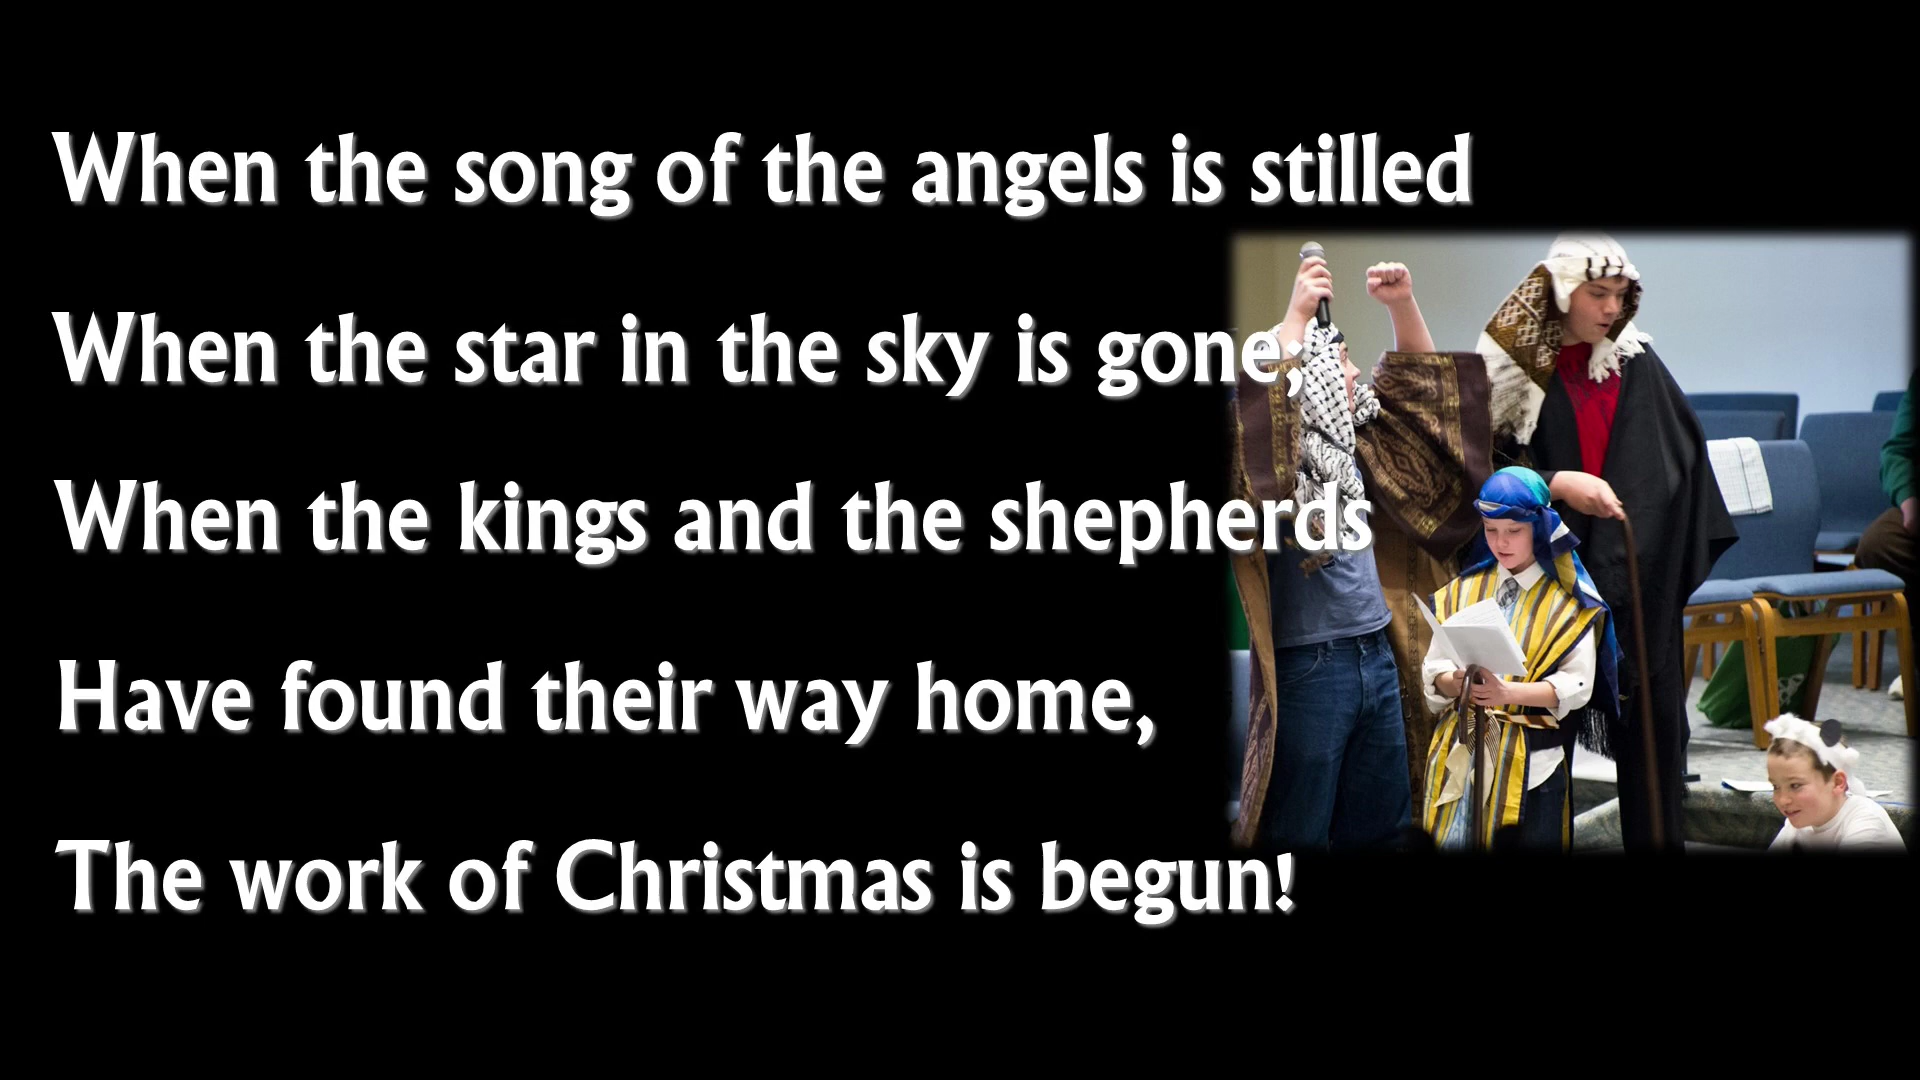 When the song of the angels is stilled
When the star in the sky is gone;
When the kings and the shepherds
Have found their way home,
The work of Christmas is begun!